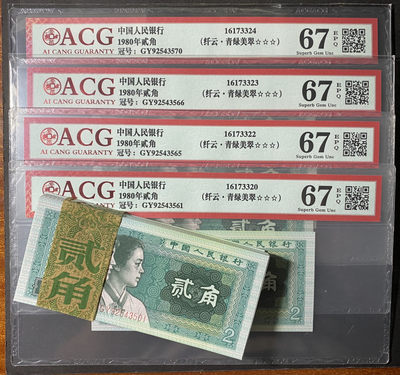 ACG
AI CANG GUARANTY
中国人民银行
1980年贰角
冠号：GY92543570
16173324
（纤云·青绿美翠☆☆☆）
67
EPQ
Superb Gem Unc
ACG
AI CANG GUARANTY
中国人民银行
1980年贰角
冠号：GY92543566
16173323
（纤云·青绿美翠☆☆☆）
67
EPQ
Superb Gem Unc
ACG
AI CANG GUARANTY
中国人民银行
1980年贰角
冠号：GY92543565
16173322
（纤云·青绿美翠☆☆☆）
67
EPQ
Superb Gem Unc
ACG
AI CANG GUARANTY
中国人民银行
1980年贰角
冠号：GY92543561
16173320
（纤云·青绿美翠☆☆☆）
67
EPQ
Superb Gem Unc
贰角
中国人民银行
贰角
2
2